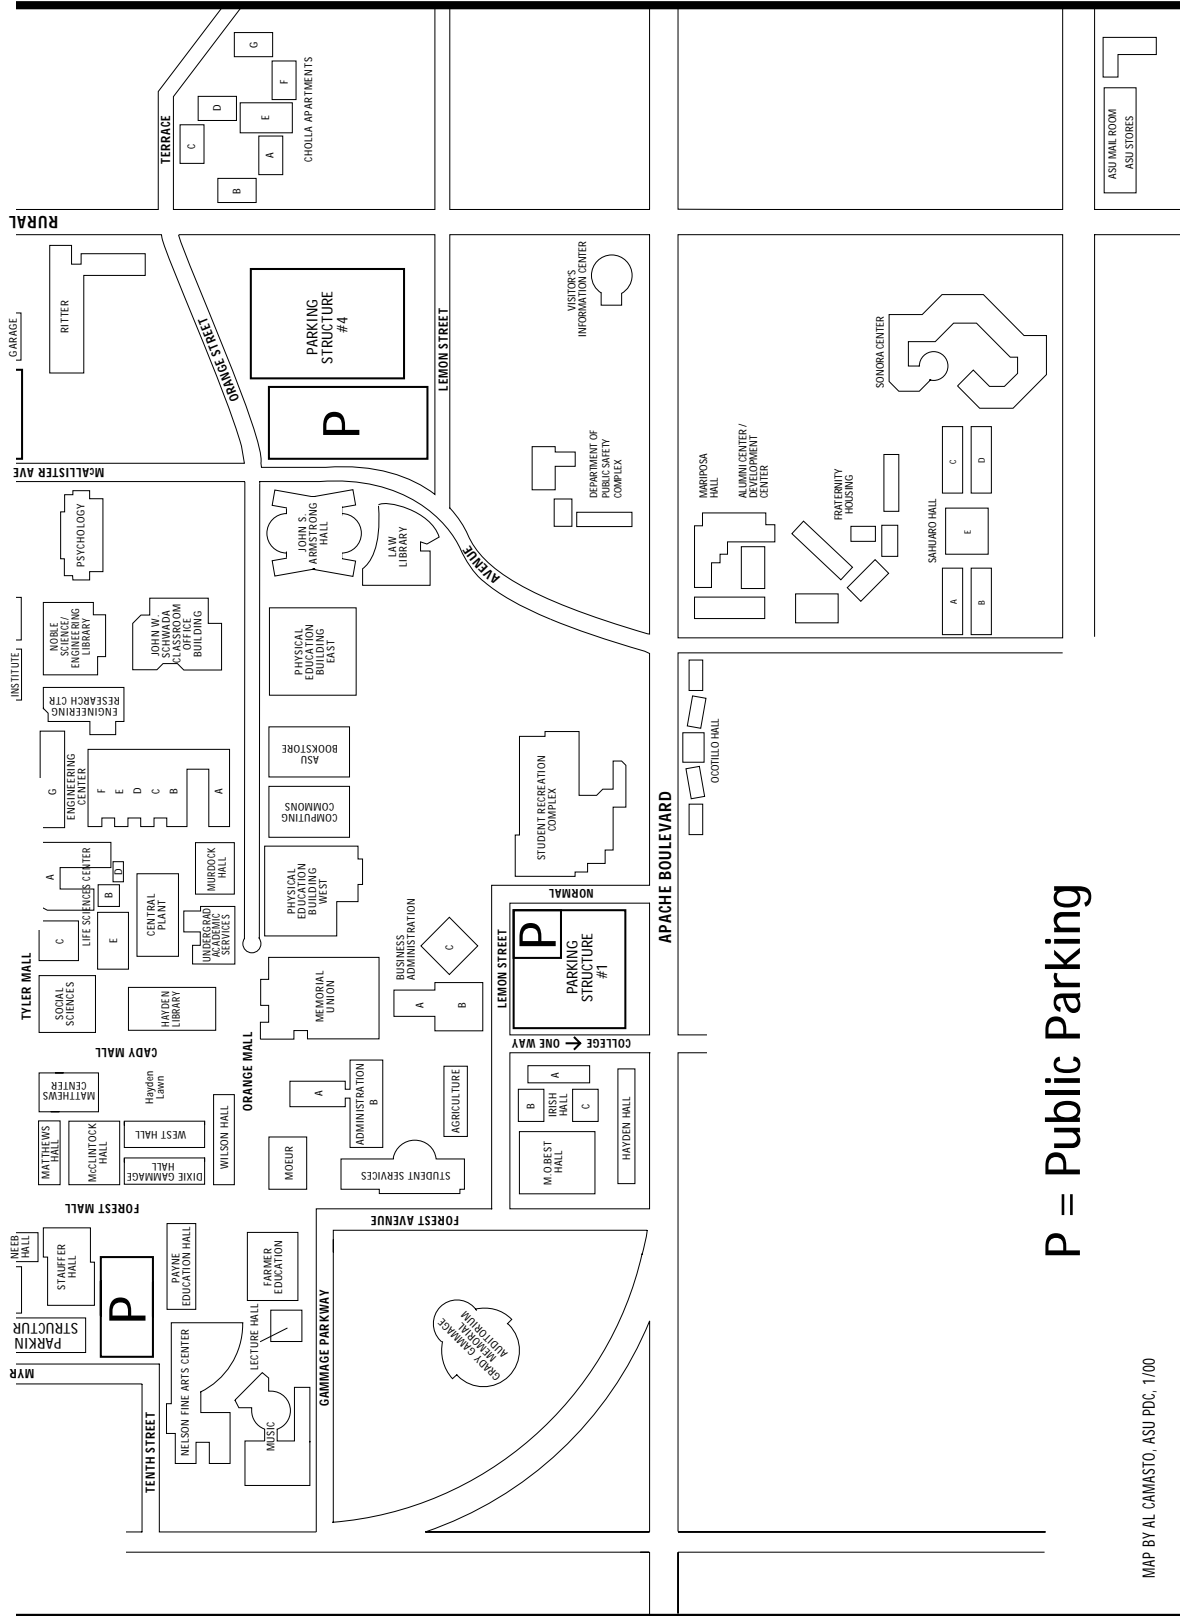 MYR
PARKIN
STRUCTUR
NEEB
HALL
STAUFFER
HALL
P
TENTH STREET
PAYNE
EDUCATION HALL
NELSON FINE ARTS CENTER
FARMER
EDUCATION
LECTURE HALL
MUSIC
GAMMAGE PARKWAY
GRADY GAMMAGE
MEMORIAL
AUDITORIUM
FOREST AVENUE
FOREST MALL
MATTHEWS
HALL
MATTHEWS
CENTER
McCLINTOCK
HALL
DIXIE GAMMAGE
HALL
WEST HALL
Hayden
Lawn
WILSON HALL
CADY MALL
ORANGE MALL
MOEUR
STUDENT SERVICES
A
ADMINISTRATION
B
AGRICULTURE
M.O.BEST
HALL
B
IRISH
HALL
C
A
HAYDEN HALL
COLLEGE → ONE WAY
TYLER MALL
SOCIAL
SCIENCES
HAYDEN
LIBRARY
MEMORIAL
UNION
BUSINESS
ADMINISTRATION
A
B
C
LEMON STREET
P
PARKING
STRUCTURE
#1
NORMAL
C
LIFE SCIENCES CENTER
A
B
D
E
CENTRAL
PLANT
UNDERGRAD
ACADEMIC
SERVICES
MURDOCK
HALL
PHYSICAL
EDUCATION
BUILDING
WEST
COMPUTING
COMMONS
ASU
BOOKSTORE
G
ENGINEERING
CENTER
F
E
D
C
B
A
STUDENT RECREATION
COMPLEX
APACHE BOULEVARD
OCOTILLO HALL
INSTITUTE
ENGINEERING
RESEARCH CTR
NOBLE
SCIENCE/
ENGINEERING
LIBRARY
JOHN W.
SCHWADA
CLASSROOM
OFFICE
BUILDING
PHYSICAL
EDUCATION
BUILDING
EAST
PSYCHOLOGY
JOHN S.
ARMSTRONG
HALL
LAW
LIBRARY
AVENUE
McALLISTER AVE
P
PARKING
STRUCTURE
#4
ORANGE STREET
LEMON STREET
GARAGE
RITTER
DEPARTMENT OF
PUBLIC SAFETY
COMPLEX
VISITOR'S
INFORMATION CENTER
MARIPOSA
HALL
ALUMNI CENTER /
DEVELOPMENT
CENTER
FRATERNITY
HOUSING
SAHUARO HALL
A
B
E
C
D
SONORA CENTER
RURAL
TERRACE
B
C
A
D
E
F
G
CHOLLA APARTMENTS
ASU MAIL ROOM
ASU STORES
P = Public Parking
MAP BY AL CAMASTO, ASU PDC, 1/00